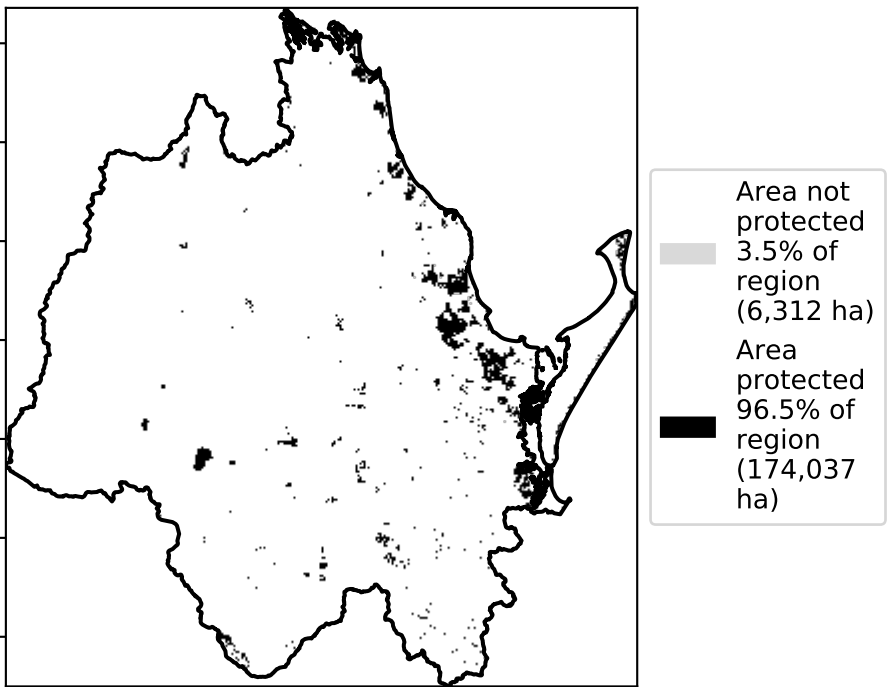 Area not
protected
3.5% of
region
(6,312 ha)
Area
protected
96.5% of
region
(174,037
ha)